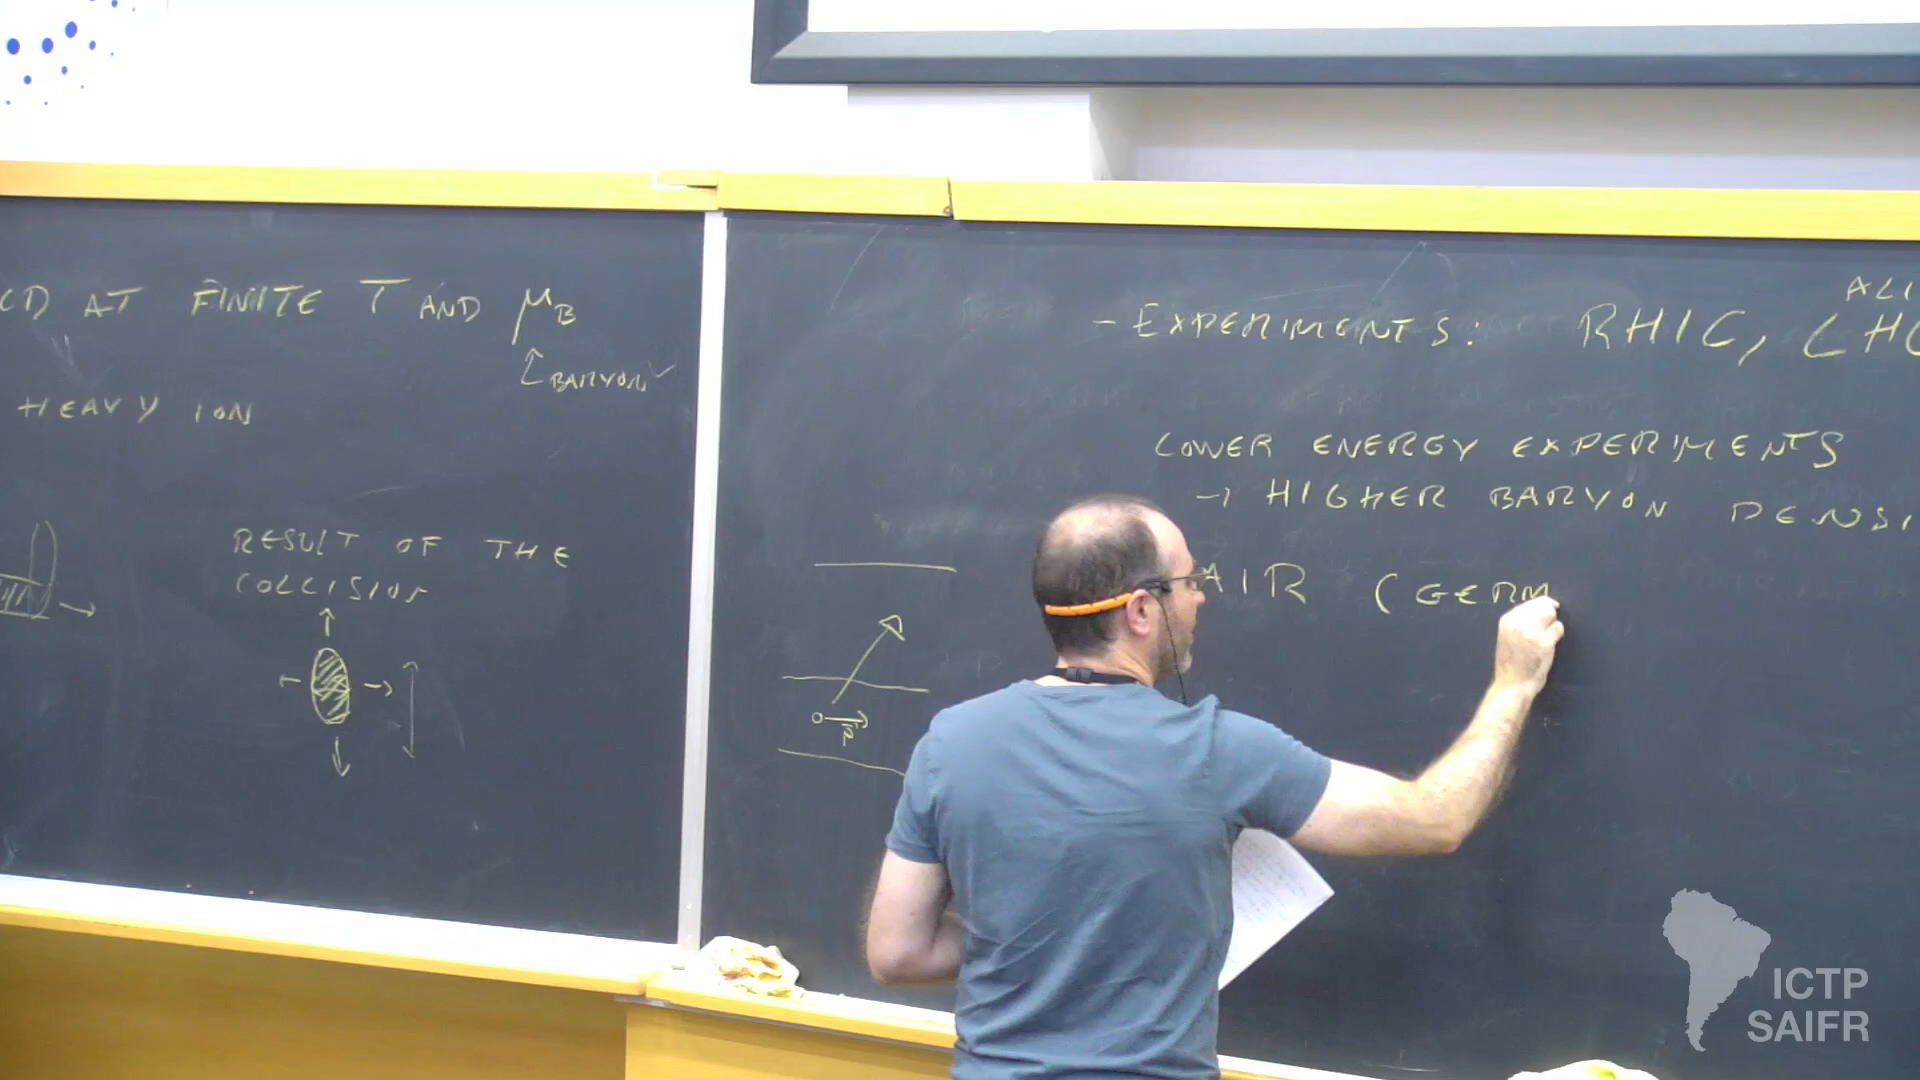 CD AT FINITE T AND μB
BARYON
HEAVY ION
RESULT OF THE
COLLISION
p
- EXPERIMENTS: RHIC, LHC
ALI
LOWER ENERGY EXPERIMENTS
→ HIGHER BARYON DENSI
AIR (GERM
ICTP
SAIFR